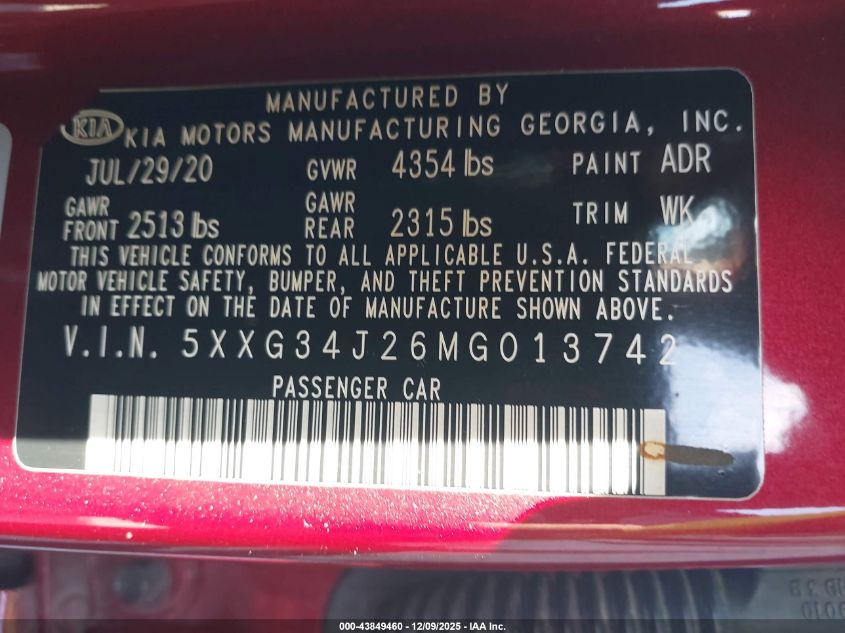 MANUFACTURED BY
KIA KIA MOTORS MANUFACTURING GEORGIA, INC.
JUL/29/20 GVWR 4354 lbs PAINT ADR
GAWR FRONT 2513 lbs GAWR REAR 2315 lbs TRIM WK
THIS VEHICLE CONFORMS TO ALL APPLICABLE U.S.A. FEDERAL
MOTOR VEHICLE SAFETY, BUMPER, AND THEFT PREVENTION STANDARDS
IN EFFECT ON THE DATE OF MANUFACTURE SHOWN ABOVE.
V.I.N. 5XXG34J26MG013742
PASSENGER CAR
000-43849460 - 12/09/2025 - IAA Inc.